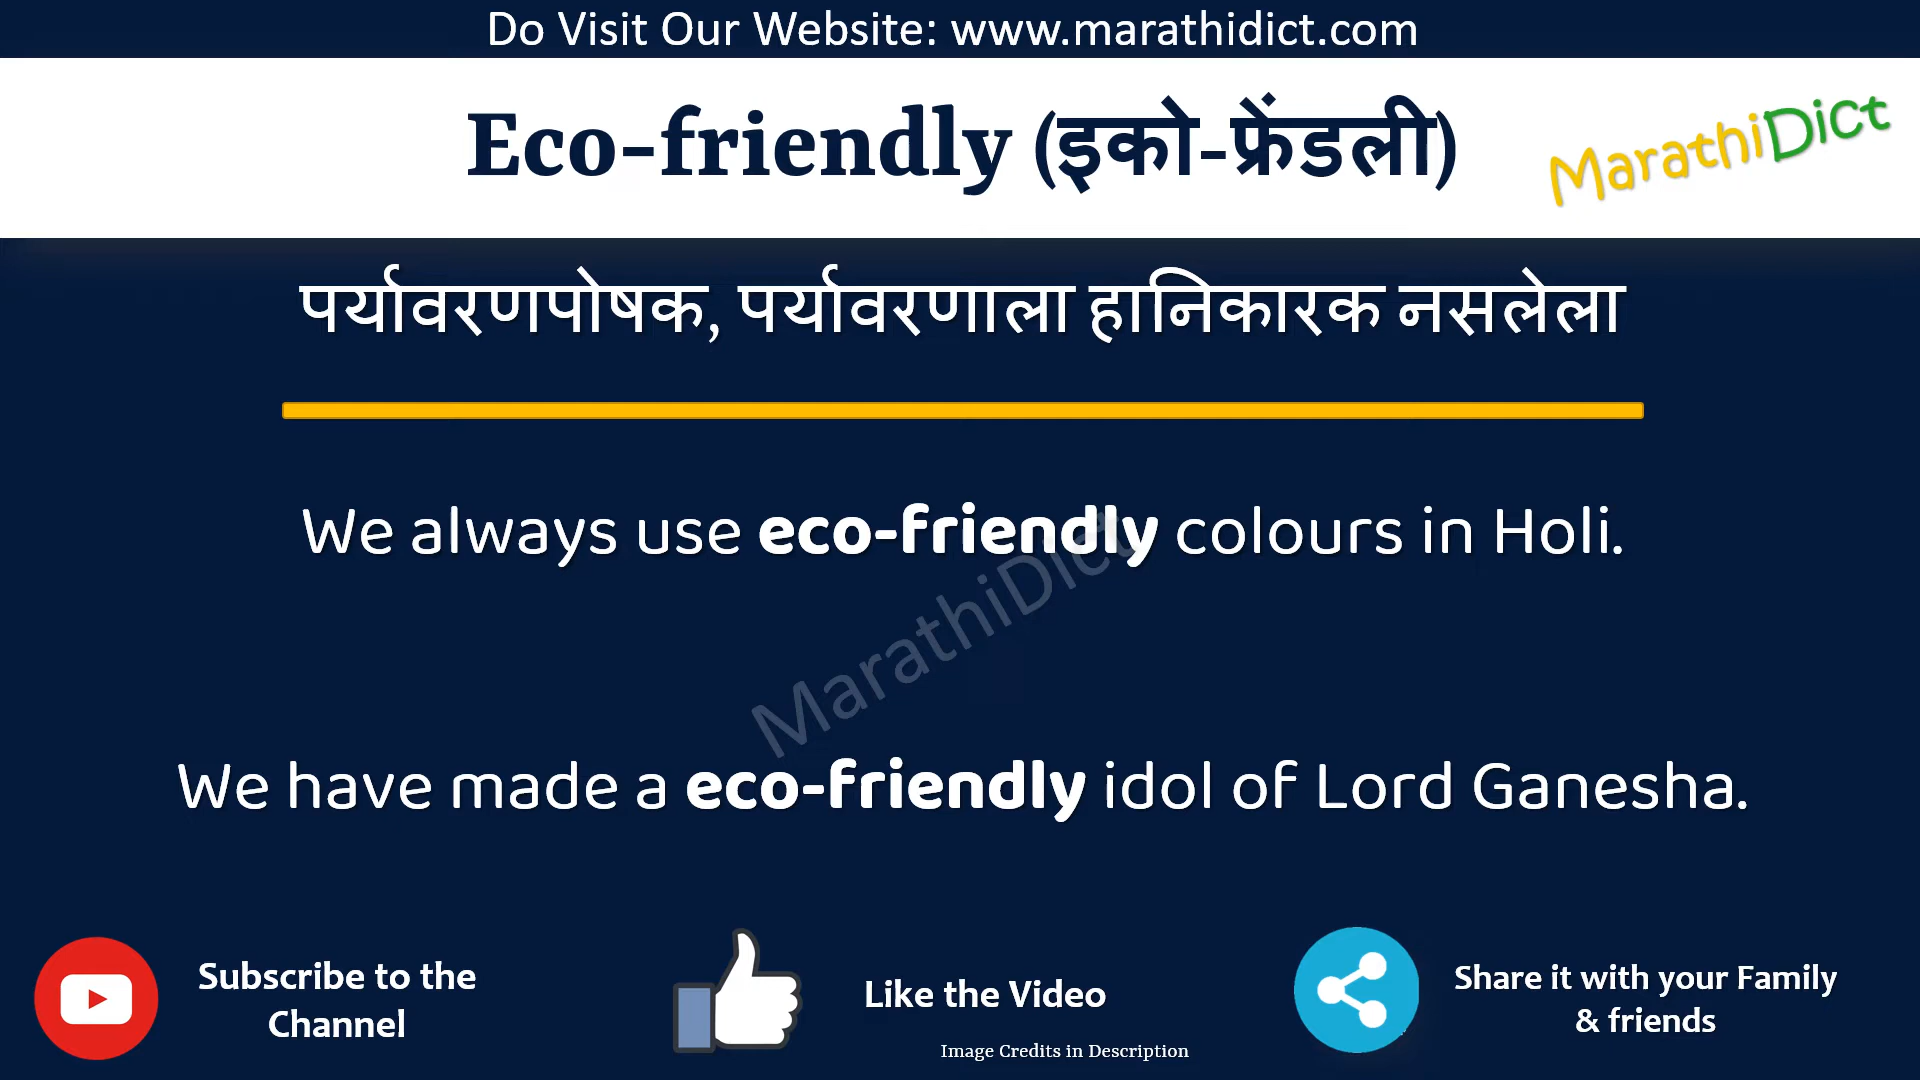 Do Visit Our Website: www.marathidict.com
Eco-friendly (इको-फ्रेंडली)
MarathiDict
पर्यावरणपोषक, पर्यावरणाला हानिकारक नसलेला
We always use eco-friendly colours in Holi.
MarathiDict
We have made a eco-friendly idol of Lord Ganesha.
Subscribe to the
Channel
Like the Video
Share it with your Family
& friends
Image Credits in Description